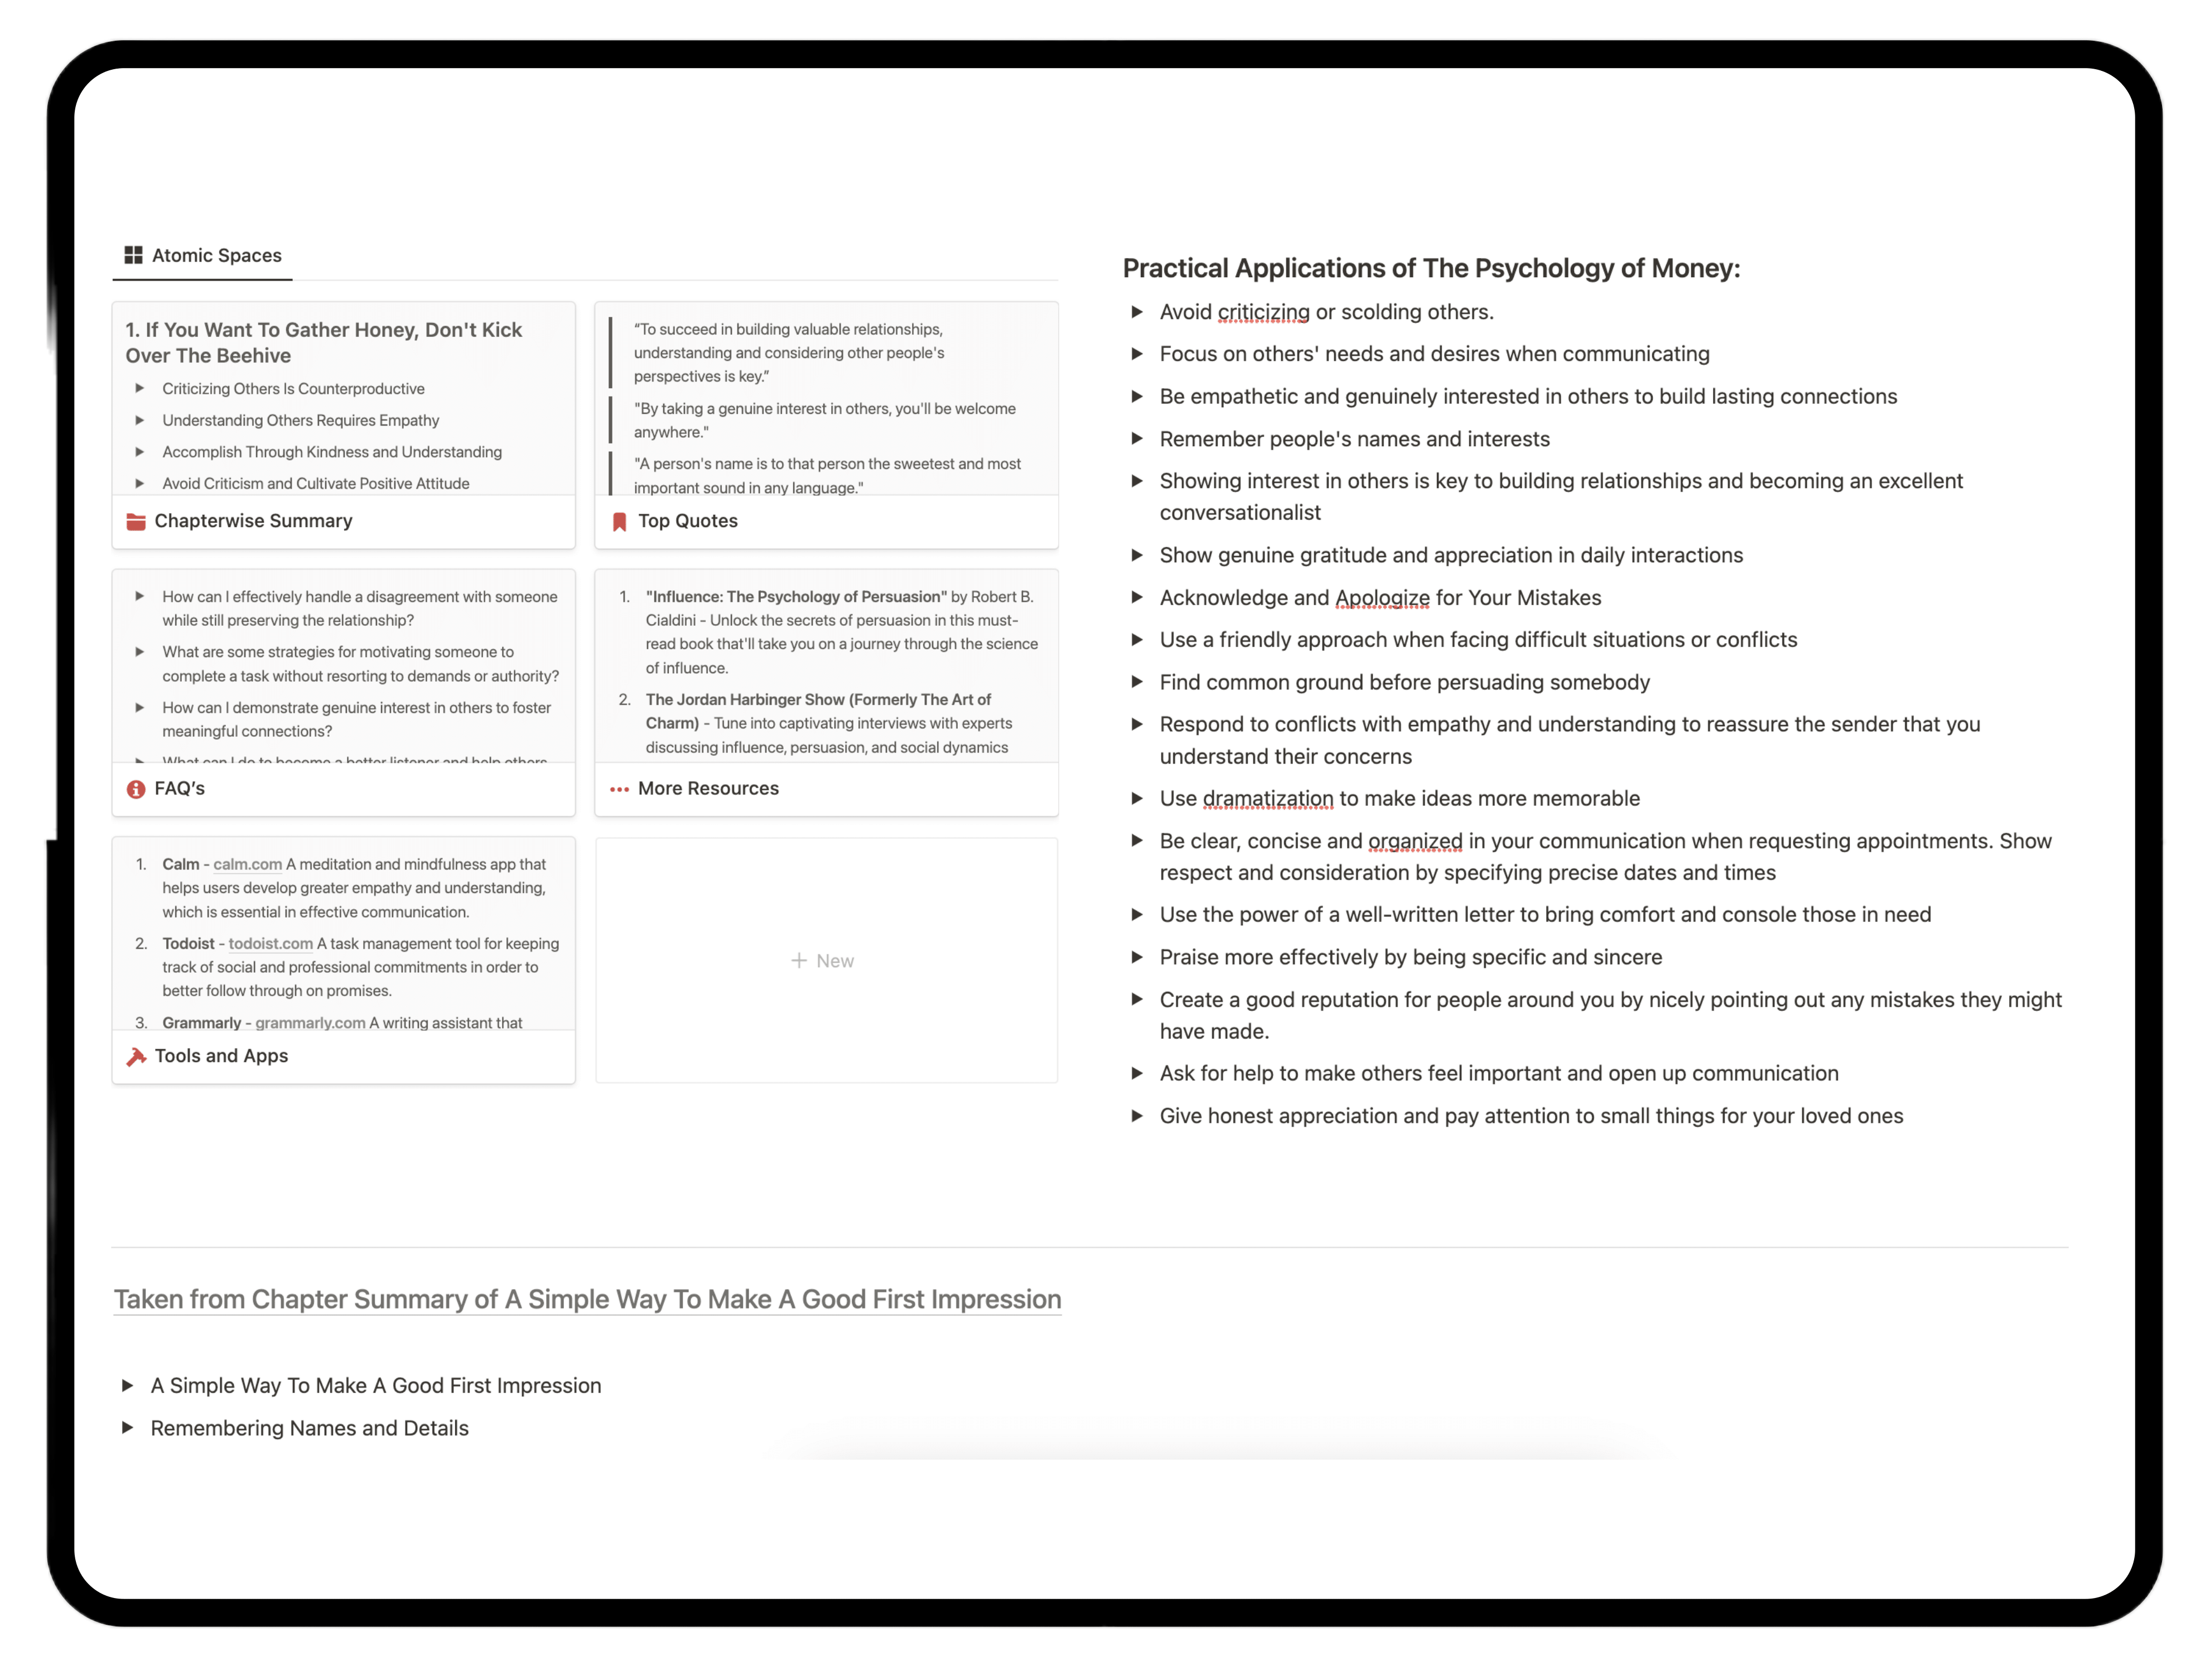 Atomic Spaces
1. If You Want To Gather Honey, Don't Kick
Over The Beehive
Criticizing Others Is Counterproductive
Understanding Others Requires Empathy
Accomplish Through Kindness and Understanding
Avoid Criticism and Cultivate Positive Attitude
Chapterwise Summary
“To succeed in building valuable relationships,
understanding and considering other people's
perspectives is key.”
"By taking a genuine interest in others, you'll be welcome
anywhere."
"A person's name is to that person the sweetest and most
important sound in any language."
Top Quotes
How can I effectively handle a disagreement with someone
while still preserving the relationship?
What are some strategies for motivating someone to
complete a task without resorting to demands or authority?
How can I demonstrate genuine interest in others to foster
meaningful connections?
What can I do to become a better listener and help others
FAQ’s
1. "Influence: The Psychology of Persuasion" by Robert B.
Cialdini - Unlock the secrets of persuasion in this must-
read book that'll take you on a journey through the science
of influence.
2. The Jordan Harbinger Show (Formerly The Art of
Charm) - Tune into captivating interviews with experts
discussing influence, persuasion, and social dynamics
More Resources
1. Calm - calm.com A meditation and mindfulness app that
helps users develop greater empathy and understanding,
which is essential in effective communication.
2. Todoist - todoist.com A task management tool for keeping
track of social and professional commitments in order to
better follow through on promises.
3. Grammarly - grammarly.com A writing assistant that
Tools and Apps
+ New
Practical Applications of The Psychology of Money:
Avoid criticizing or scolding others.
Focus on others' needs and desires when communicating
Be empathetic and genuinely interested in others to build lasting connections
Remember people's names and interests
Showing interest in others is key to building relationships and becoming an excellent
conversationalist
Show genuine gratitude and appreciation in daily interactions
Acknowledge and Apologize for Your Mistakes
Use a friendly approach when facing difficult situations or conflicts
Find common ground before persuading somebody
Respond to conflicts with empathy and understanding to reassure the sender that you
understand their concerns
Use dramatization to make ideas more memorable
Be clear, concise and organized in your communication when requesting appointments. Show
respect and consideration by specifying precise dates and times
Use the power of a well-written letter to bring comfort and console those in need
Praise more effectively by being specific and sincere
Create a good reputation for people around you by nicely pointing out any mistakes they might
have made.
Ask for help to make others feel important and open up communication
Give honest appreciation and pay attention to small things for your loved ones
Taken from Chapter Summary of A Simple Way To Make A Good First Impression
A Simple Way To Make A Good First Impression
Remembering Names and Details